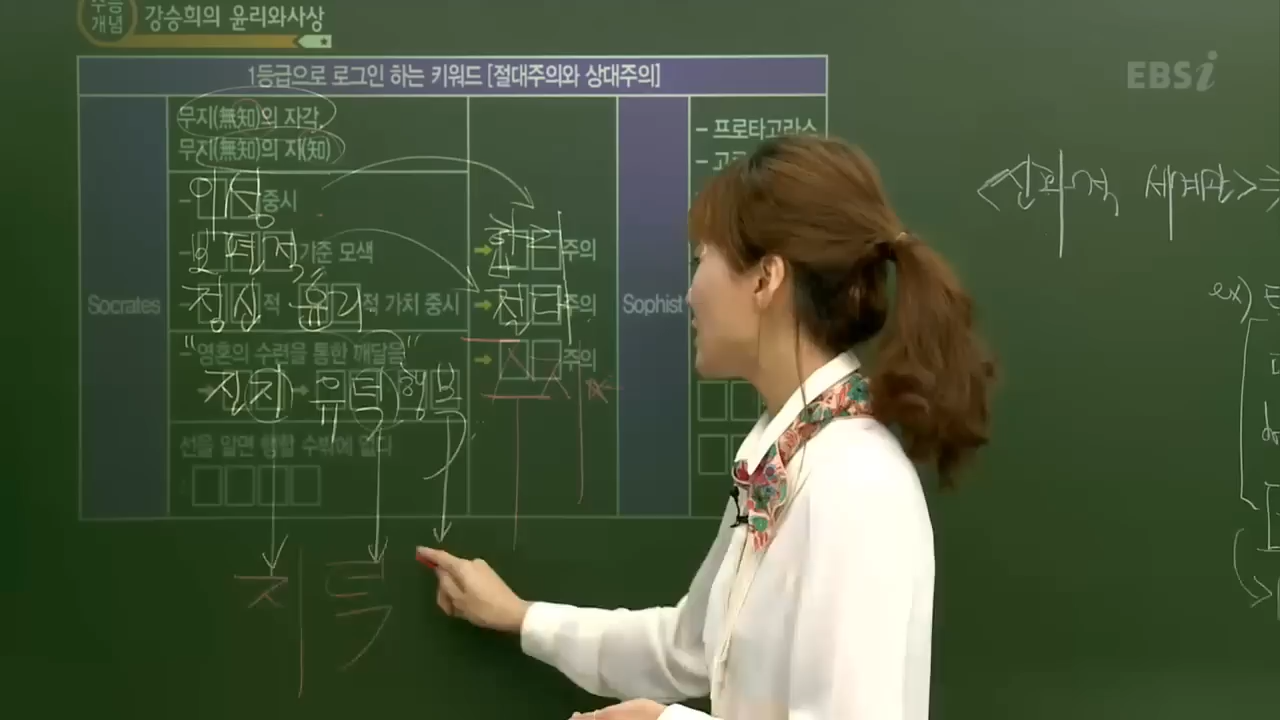 수능
개념
강승희의 윤리와사상
EBSi
1등급으로 로그인 하는 키워드 [절대주의와 상대주의]
Socrates
무지(無知)의 자각
무지(無知)의 지(知)
- 이성 중시
- 보편적 기준 모색
- 정신적 윤리적 가치 중시
- "영혼의 수련을 통한 깨달음"
→ 진지 → 유덕 행복
선을 알면 행할 수밖에 없다
→ 합리주의
→ 절대주의
→ 주의
Sophist
- 프로타고라스
지 덕
ex)